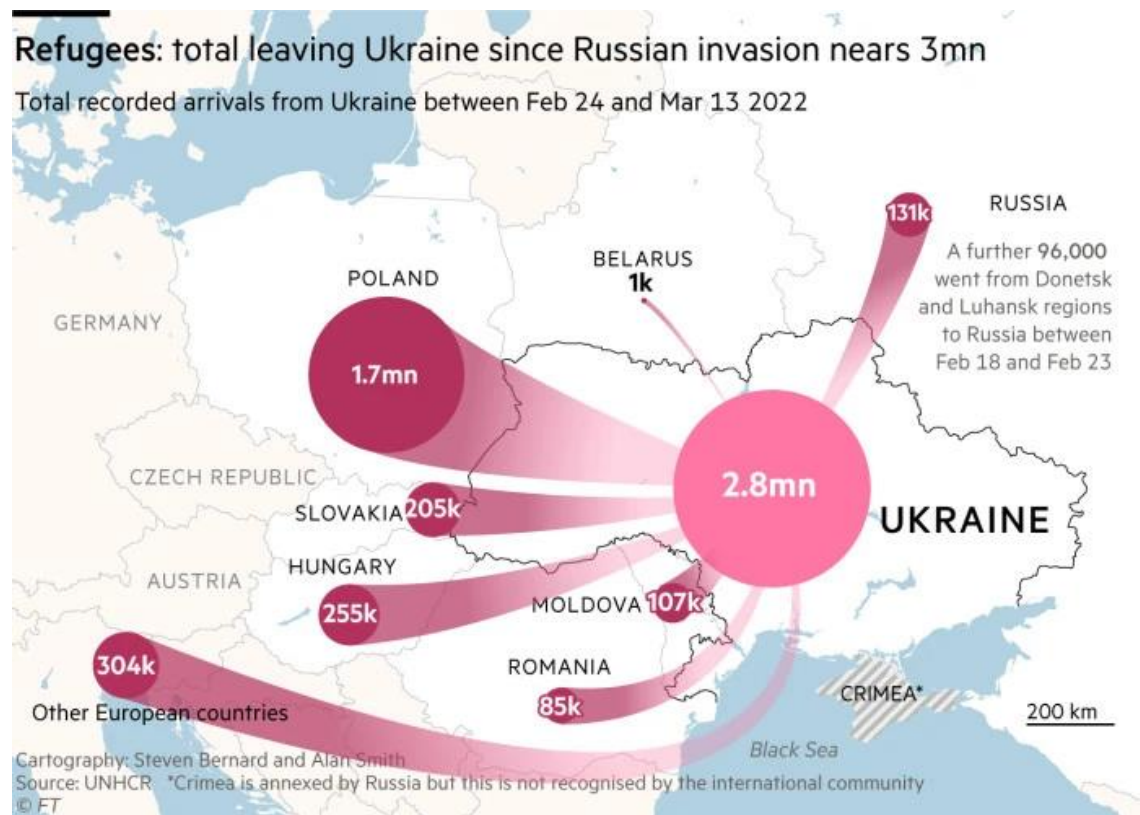 Refugees: total leaving Ukraine since Russian invasion nears 3mn
Total recorded arrivals from Ukraine between Feb 24 and Mar 13 2022
131k
RUSSIA
A further 96,000
went from Donetsk
and Luhansk regions
to Russia between
Feb 18 and Feb 23
BELARUS
1k
POLAND
1.7mn
GERMANY
CZECH REPUBLIC
2.8mn
UKRAINE
SLOVAKIA
205k
HUNGARY
255k
AUSTRIA
MOLDOVA
107k
304k
Other European countries
ROMANIA
85k
CRIMEA*
200 km
Black Sea
Cartography: Steven Bernard and Alan Smith
Source: UNHCR *Crimea is annexed by Russia but this is not recognised by the international community
© FT